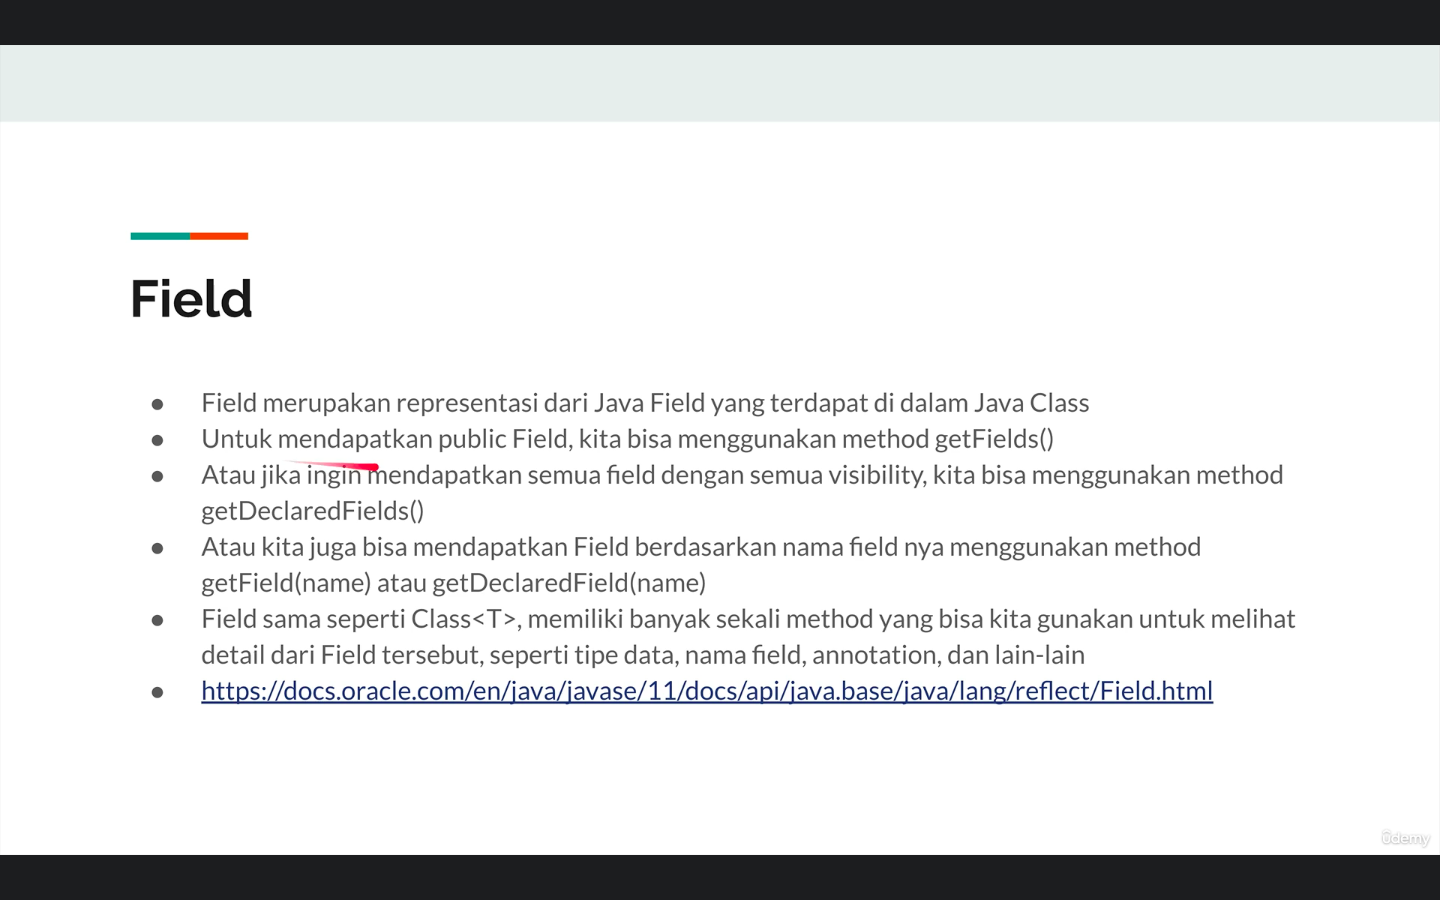 Field
● Field merupakan representasi dari Java Field yang terdapat di dalam Java Class
● Untuk mendapatkan public Field, kita bisa menggunakan method getFields()
● Atau jika ingin mendapatkan semua field dengan semua visibility, kita bisa menggunakan method
getDeclaredFields()
● Atau kita juga bisa mendapatkan Field berdasarkan nama field nya menggunakan method
getField(name) atau getDeclaredField(name)
● Field sama seperti Class<T>, memiliki banyak sekali method yang bisa kita gunakan untuk melihat
detail dari Field tersebut, seperti tipe data, nama field, annotation, dan lain-lain
● https://docs.oracle.com/en/java/javase/11/docs/api/java.base/java/lang/reflect/Field.html
Udemy